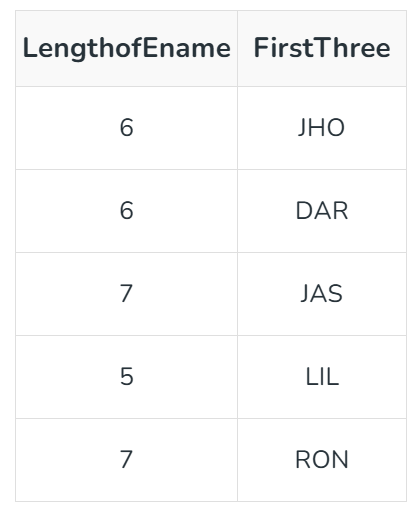 LengthofEname FirstThree
6 JHO
6 DAR
7 JAS
5 LIL
7 RON